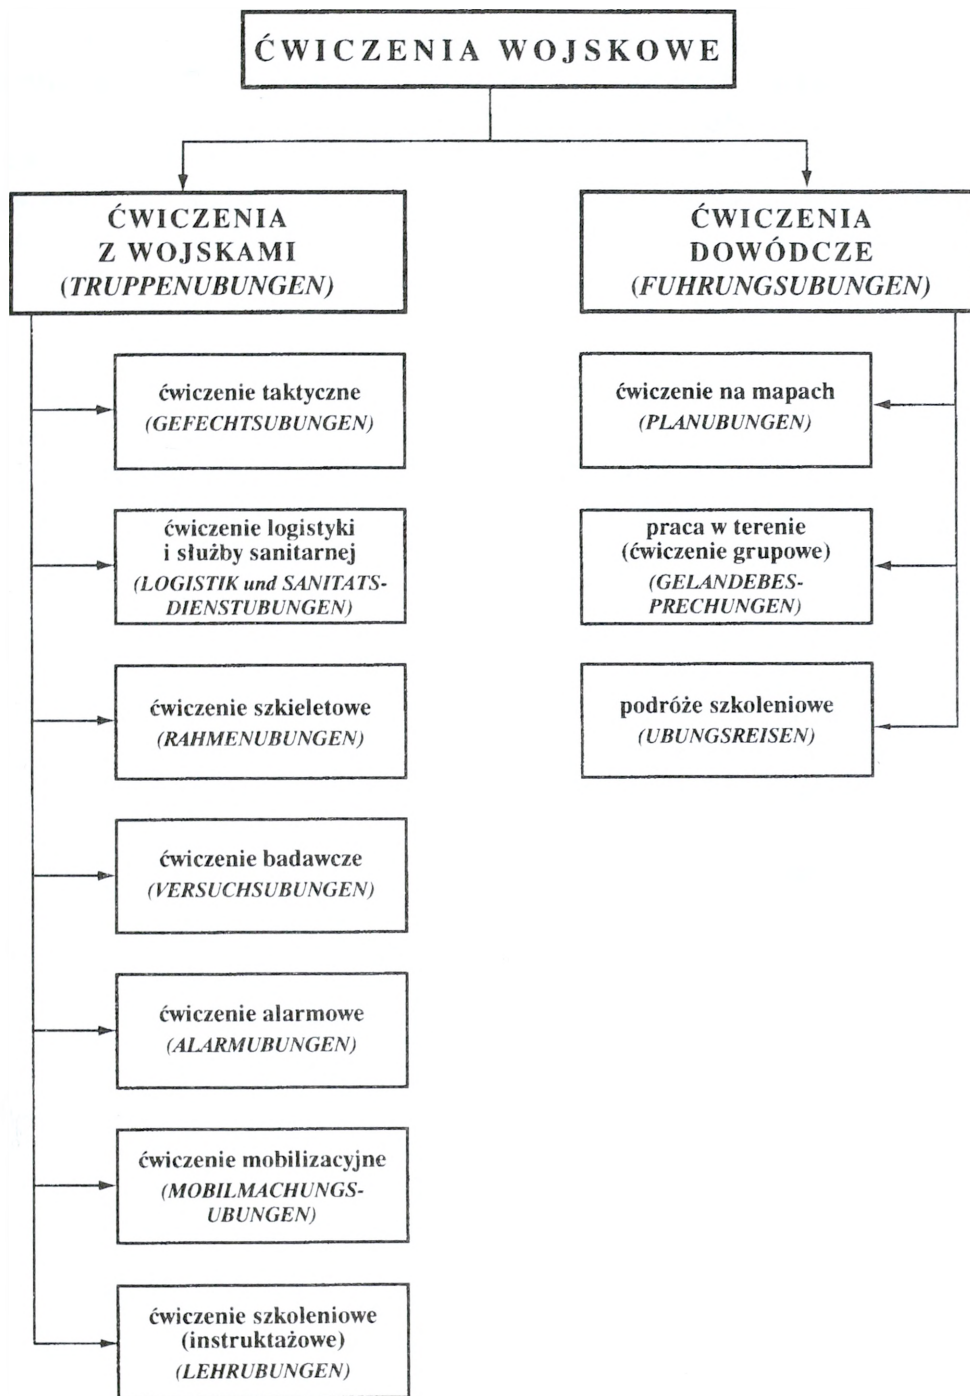 ĆWICZENIA WOJSKOWE
ĆWICZENIA
Z WOJSKAMI
(TRUPPENUBUNGEN)
ćwiczenie taktyczne
(GEFECHTSUBUNGEN)
ćwiczenie logistyki
i służby sanitarnej
(LOGISTIK und SANITATS-
DIENSTUBUNGEN)
ćwiczenie szkieletowe
(RAHMENUBUNGEN)
ćwiczenie badawcze
(VERSUCHSUBUNGEN)
ćwiczenie alarmowe
(ALARMUBUNGEN)
ćwiczenie mobilizacyjne
(MOBILMACHUNGS-
UBUNGEN)
ćwiczenie szkoleniowe
(instruktażowe)
(LEHRUBUNGEN)
ĆWICZENIA
DOWÓDCZE
(FUHRUNGSUBUNGEN)
ćwiczenie na mapach
(PLANUBUNGEN)
praca w terenie
(ćwiczenie grupowe)
(GELANDEBES-
PRECHUNGEN)
podróże szkoleniowe
(UBUNGSREISEN)